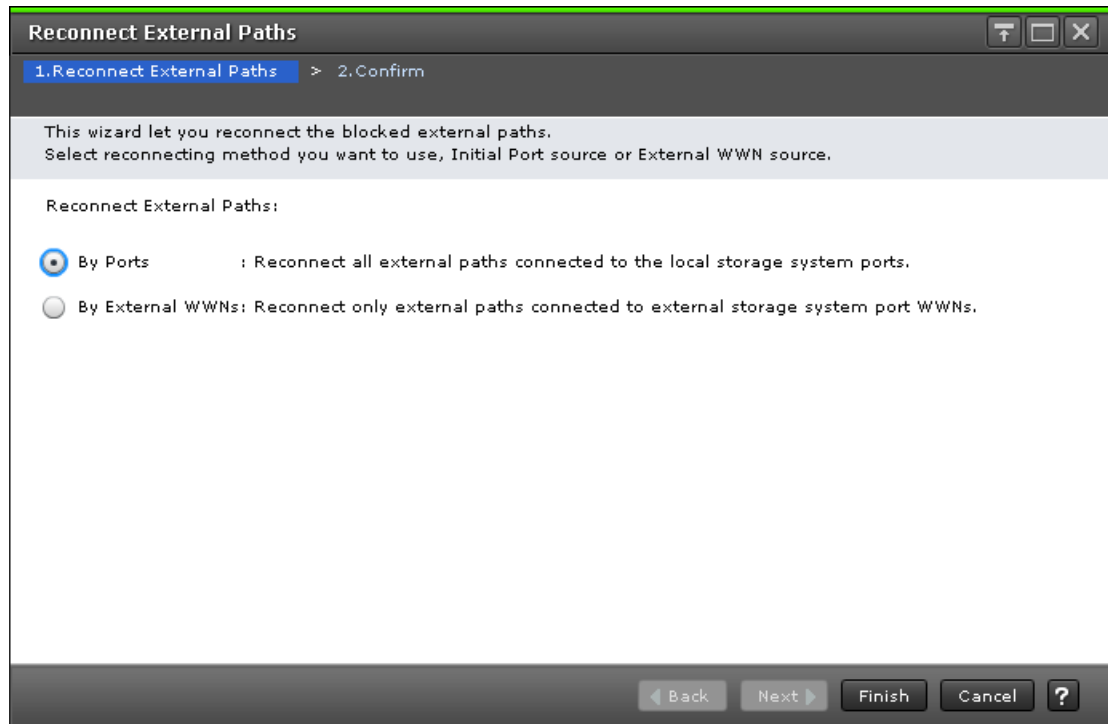 Reconnect External Paths
1.Reconnect External Paths > 2.Confirm
This wizard let you reconnect the blocked external paths.
Select reconnecting method you want to use, Initial Port source or External WWN source.
Reconnect External Paths:
By Ports : Reconnect all external paths connected to the local storage system ports.
By External WWNs: Reconnect only external paths connected to external storage system port WWNs.
Back Next Finish Cancel ?